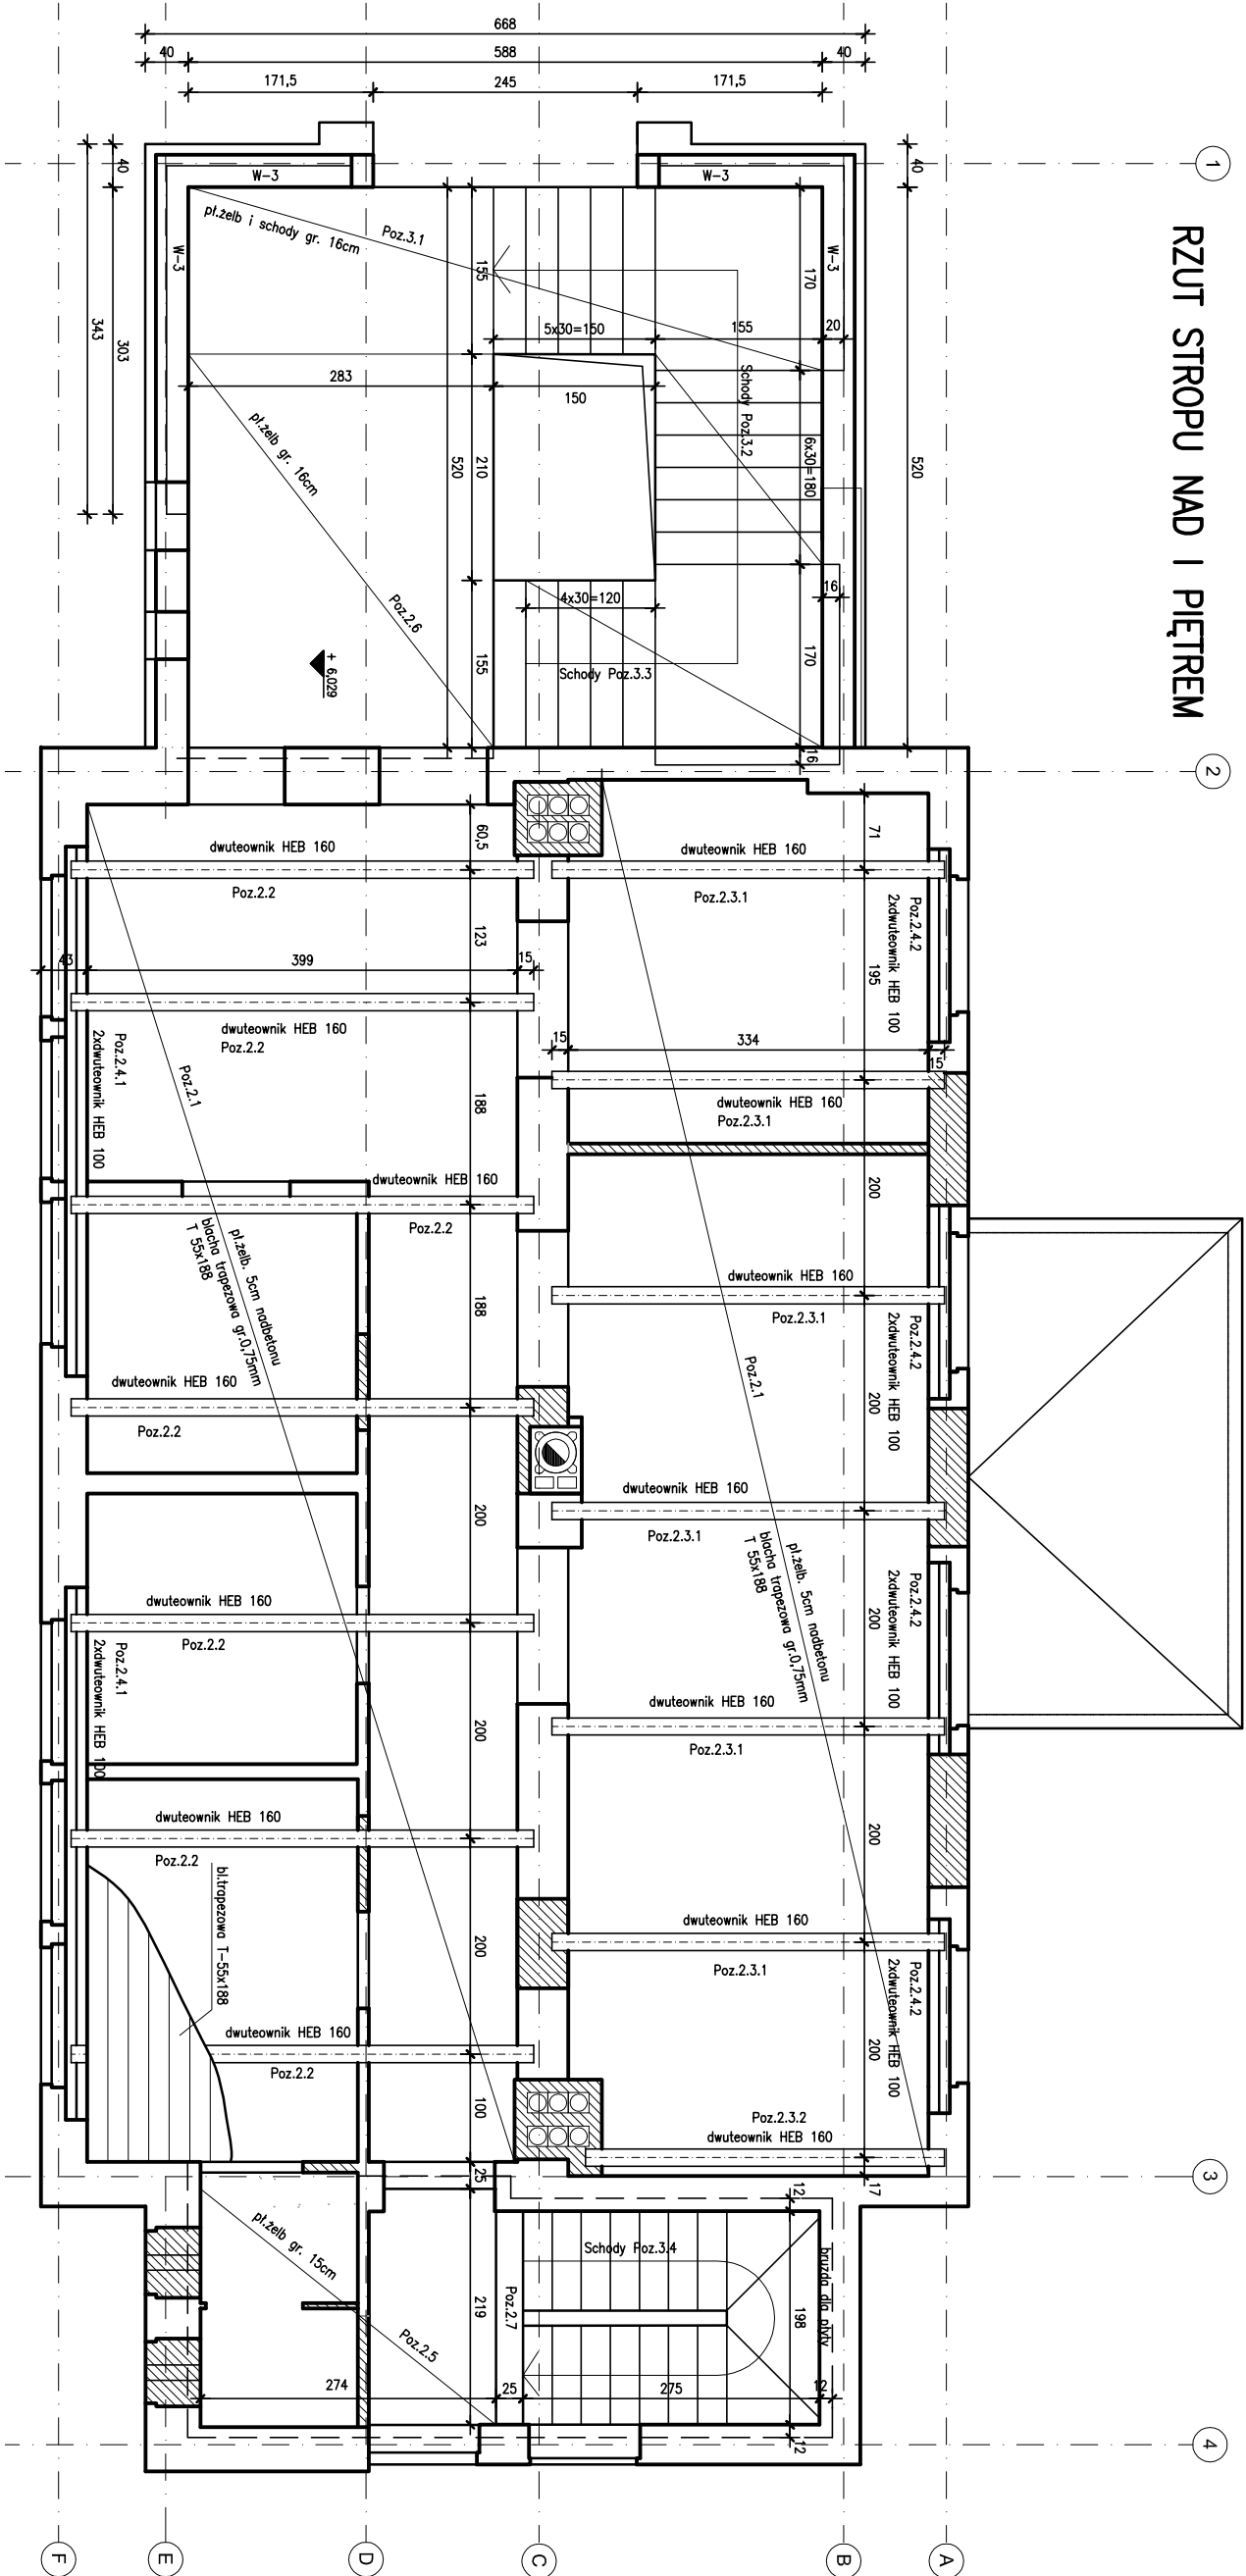 RZUT STROPU NAD I PIĘTREM
1
2
3
4
A
B
C
D
E
F
668
40
588
40
171,5
245
171,5
40
40
343
303
520
W-3
W-3
W-3
W-3
pł.żelb i schody gr. 16cm
Poz.3.1
155
170
5x30=150
155
20
283
150
Schody Poz.3.2
6x30=180
pł.żelb gr. 16cm
Poz.2.6
210
520
155
4x30=120
16
170
Schody Poz.3.3
+ 6,029
16
60,5
71
dwuteownik HEB 160
Poz.2.2
dwuteownik HEB 160
Poz.2.3.1
Poz.2.4.2
2xdwuteownik HEB 100
123
195
43
399
15
dwuteownik HEB 160
Poz.2.2
15
334
15
dwuteownik HEB 160
Poz.2.3.1
Poz.2.4.1
2xdwuteownik HEB 100
Poz.2.1
188
200
dwuteownik HEB 160
Poz.2.2
pł.żelb. 5cm nadbetonu
blacha trapezowa gr.0,75mm
T 55x188
188
dwuteownik HEB 160
Poz.2.3.1
Poz.2.4.2
2xdwuteownik HEB 100
Poz.2.1
200
dwuteownik HEB 160
Poz.2.2
200
dwuteownik HEB 160
Poz.2.3.1
pł.żelb. 5cm nadbetonu
blacha trapezowa gr.0,75mm
T 55x188
Poz.2.4.2
2xdwuteownik HEB 100
200
dwuteownik HEB 160
Poz.2.2
Poz.2.4.1
2xdwuteownik HEB 100
200
dwuteownik HEB 160
Poz.2.3.1
200
dwuteownik HEB 160
Poz.2.2
bl.trapezowa T-55x188
200
dwuteownik HEB 160
Poz.2.3.1
Poz.2.4.2
2xdwuteownik HEB 100
200
dwuteownik HEB 160
Poz.2.2
100
Poz.2.3.2
dwuteownik HEB 160
25
12
17
pł.żelb gr. 15cm
Poz.2.5
219
Poz.2.7
Schody Poz.3.4
198
bruzda dla płyty
274
25
275
12
12